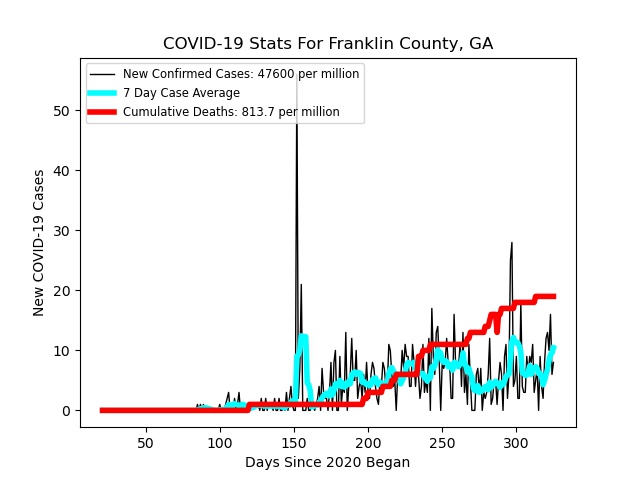 COVID-19 Stats For Franklin County, GA
New Confirmed Cases: 47600 per million
7 Day Case Average
Cumulative Deaths: 813.7 per million
New COVID-19 Cases
50
40
30
20
10
0
50 100 150 200 250 300
Days Since 2020 Began